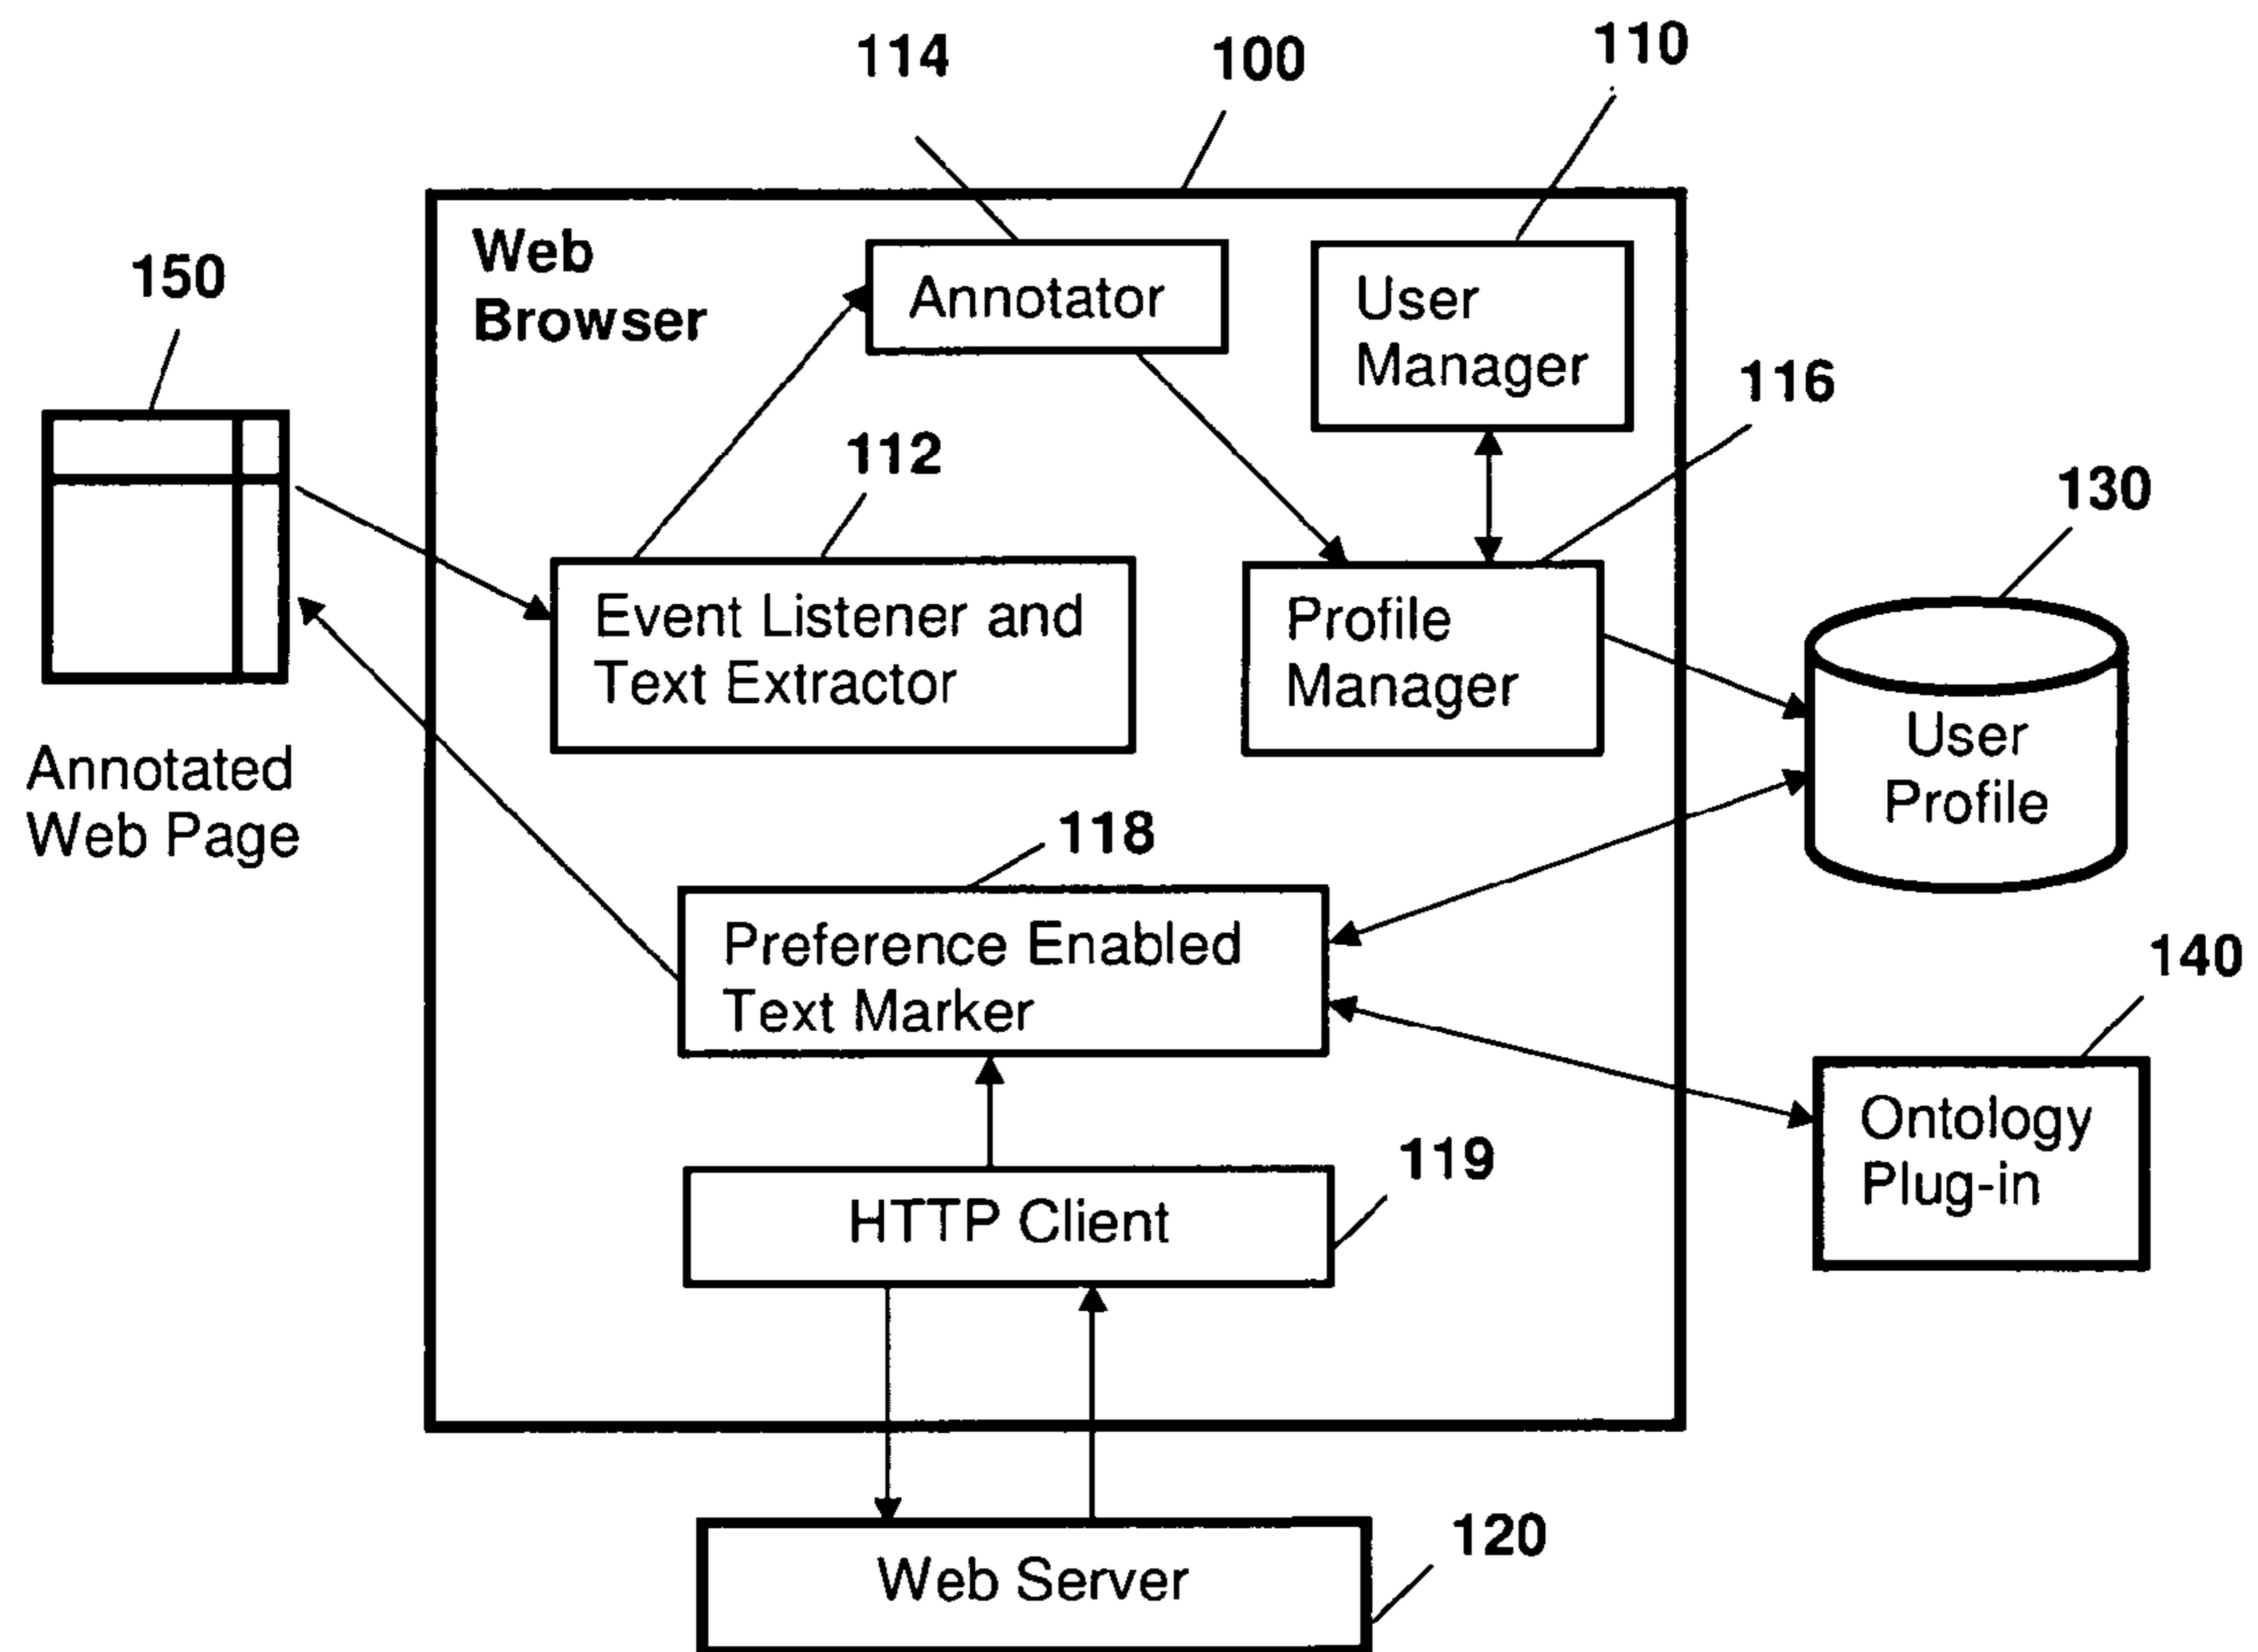 114
100
110
Web
Browser
150
Annotator
User
Manager
116
112
130
Event Listener and
Text Extractor
Profile
Manager
User
Profile
Annotated
Web Page
118
Preference Enabled
Text Marker
140
Ontology
Plug-in
119
HTTP Client
120
Web Server